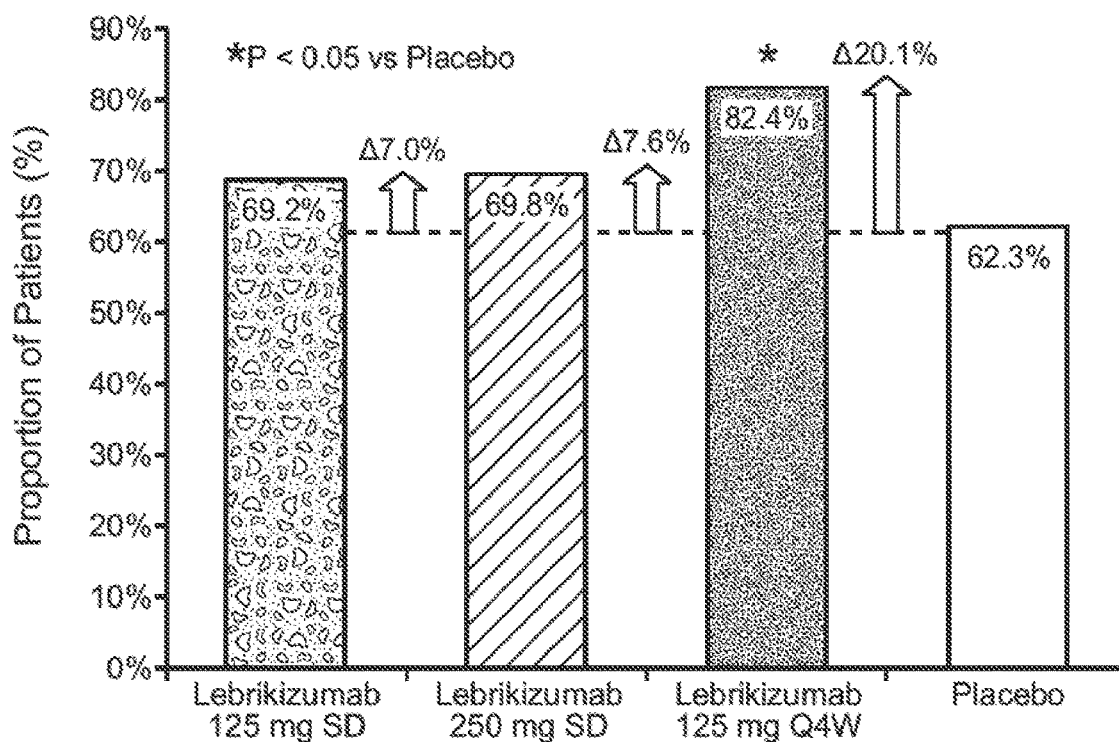 Proportion of Patients (%)
90%
80%
70%
60%
50%
40%
30%
20%
10%
0%
*P < 0.05 vs Placebo
*
Δ20.1%
Δ7.0%
Δ7.6%
82.4%
69.2%
69.8%
62.3%
Lebrikizumab
125 mg SD
Lebrikizumab
250 mg SD
Lebrikizumab
125 mg Q4W
Placebo